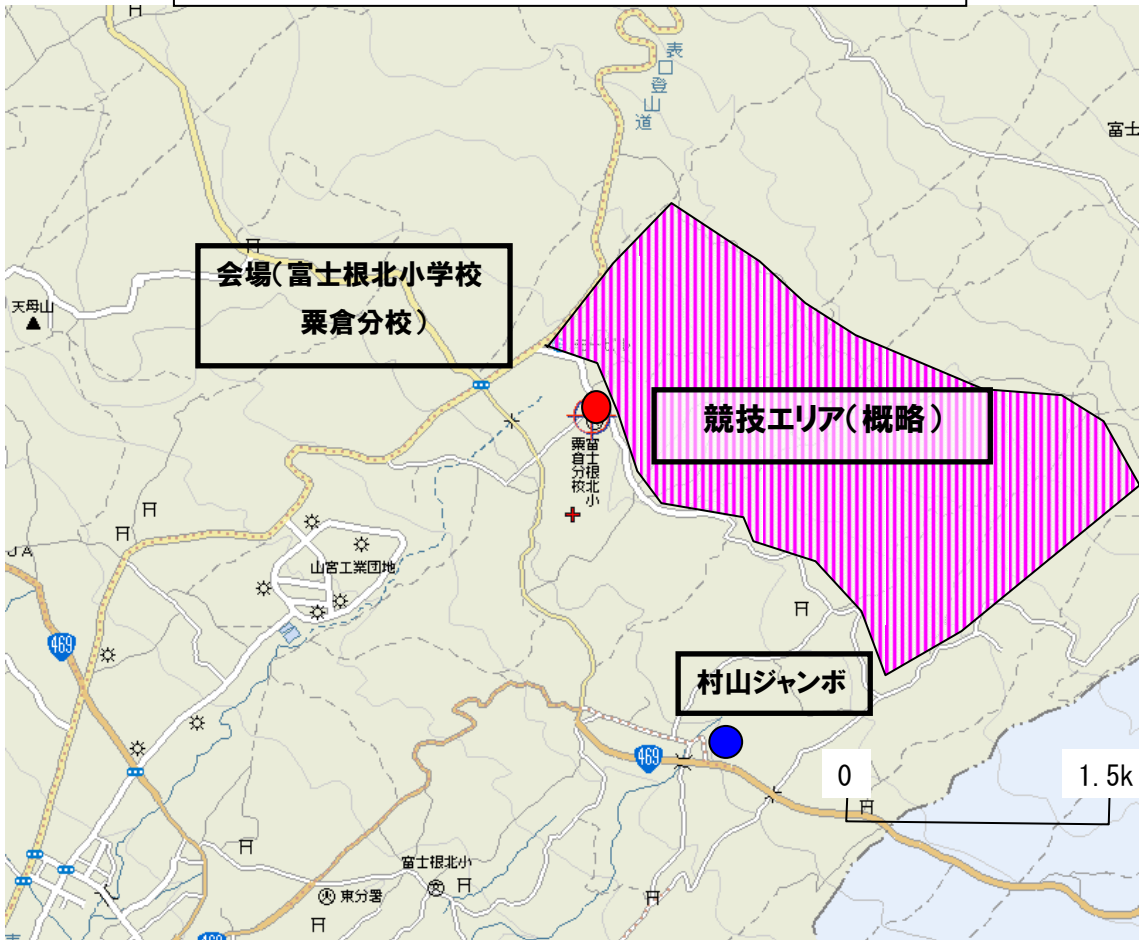 表口登山道
富士
会場(富士根北小学校
粟倉分校)
天母山
競技エリア(概略)
富士根北小
粟倉分校
JA
山宮工業団地
469
村山ジャンボ
469
0
1.5k
富士根北小
東分署
469